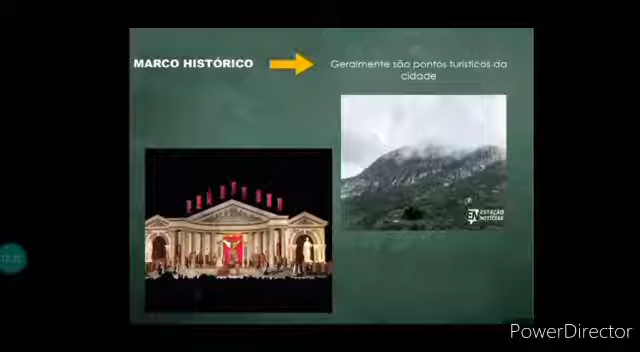 MARCO HISTÓRICO
Geralmente são pontos turísticos da
cidade
ESTAÇÃO
NOTÍCIAS
PowerDirector